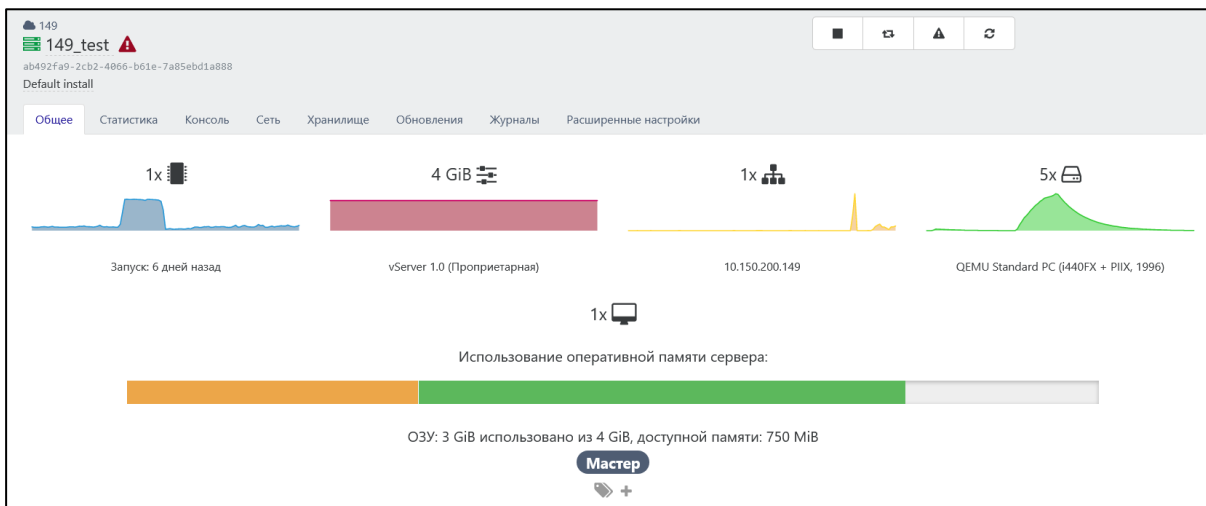 149
149_test
ab492fa9-2cb2-4066-b61e-7a85ebd1a888
Default install
Общее Статистика Консоль Сеть Хранилище Обновления Журналы Расширенные настройки
1x 4 GiB 1x 5x
Запуск: 6 дней назад vServer 1.0 (Проприетарная) 10.150.200.149 QEMU Standard PC (i440FX + PIIX, 1996)
1x
Использование оперативной памяти сервера:
ОЗУ: 3 GiB использовано из 4 GiB, доступной памяти: 750 MiB
Мастер